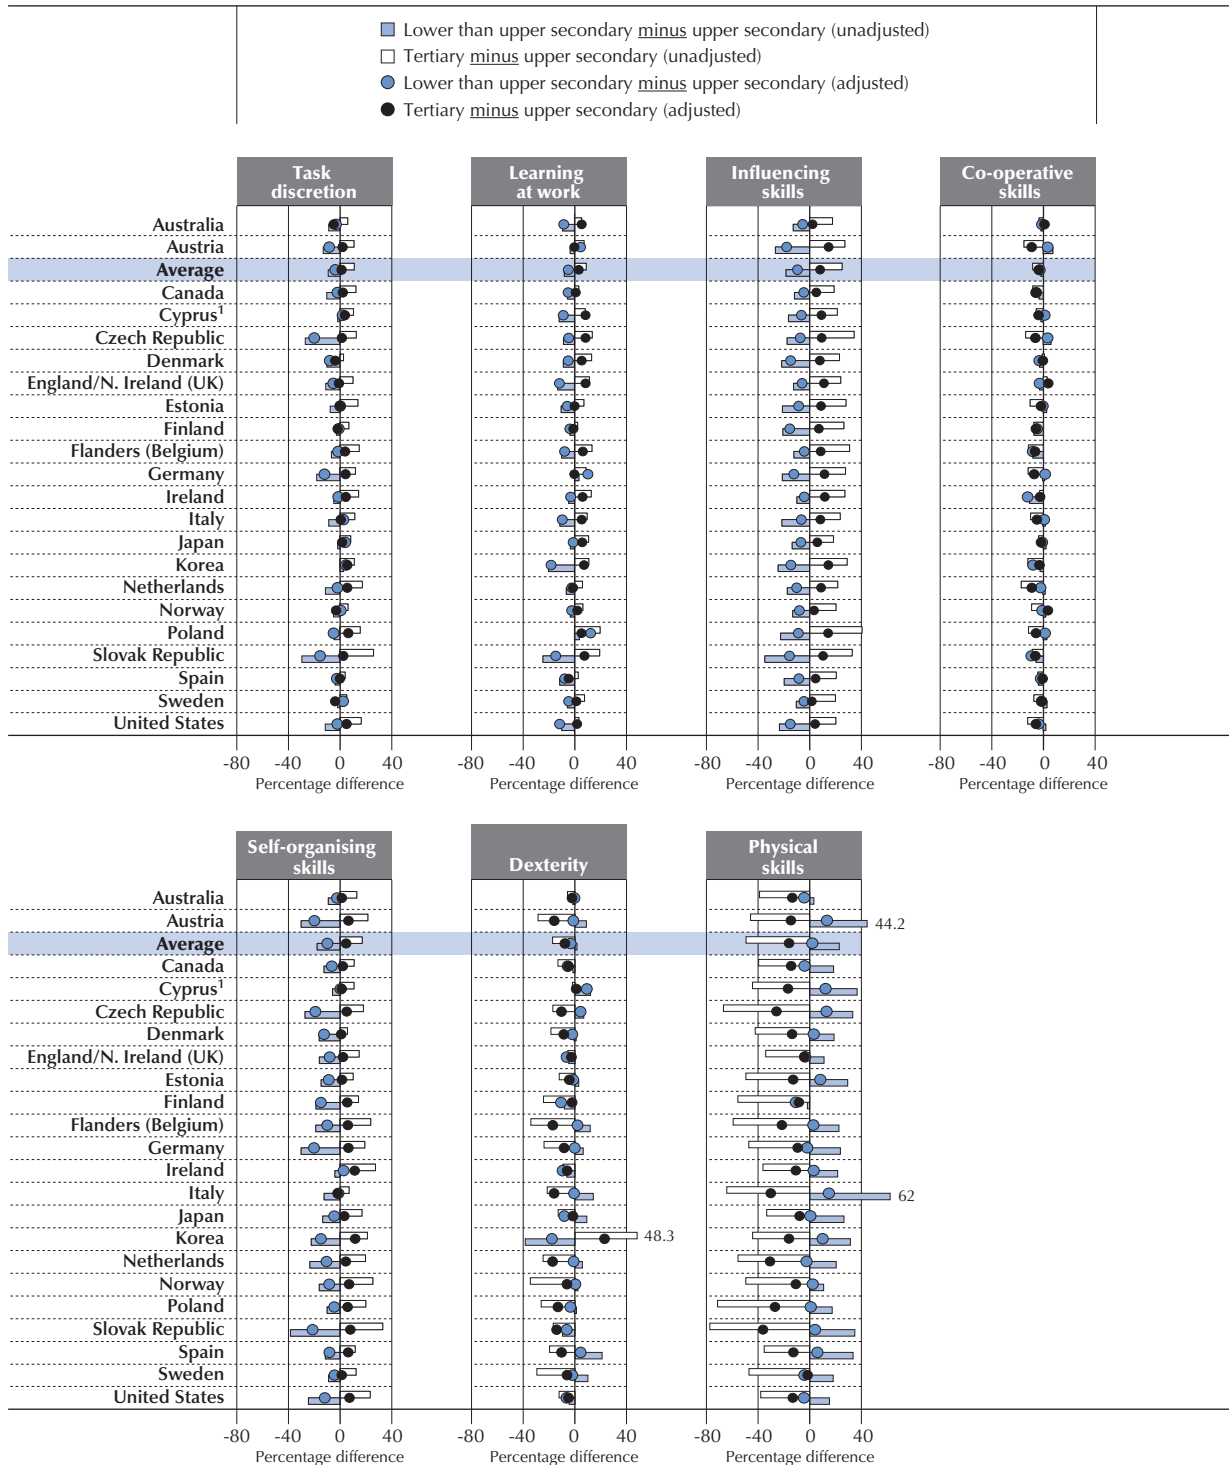 Lower than upper secondary minus upper secondary (unadjusted)
Tertiary minus upper secondary (unadjusted)
Lower than upper secondary minus upper secondary (adjusted)
Tertiary minus upper secondary (adjusted)
Task discretion
Learning at work
Influencing skills
Co-operative skills
Australia
Austria
Average
Canada
Cyprus1
Czech Republic
Denmark
England/N. Ireland (UK)
Estonia
Finland
Flanders (Belgium)
Germany
Ireland
Italy
Japan
Korea
Netherlands
Norway
Poland
Slovak Republic
Spain
Sweden
United States
-80 -40 0 40 -80 -40 0 40 -80 -40 0 40 -80 -40 0 40
Percentage difference Percentage difference Percentage difference Percentage difference
Self-organising skills
Dexterity
Physical skills
Australia
Austria 44.2
Average
Canada
Cyprus1
Czech Republic
Denmark
England/N. Ireland (UK)
Estonia
Finland
Flanders (Belgium)
Germany
Ireland
Italy 62
Japan
Korea 48.3
Netherlands
Norway
Poland
Slovak Republic
Spain
Sweden
United States
-80 -40 0 40 -80 -40 0 40 -80 -40 0 40
Percentage difference Percentage difference Percentage difference